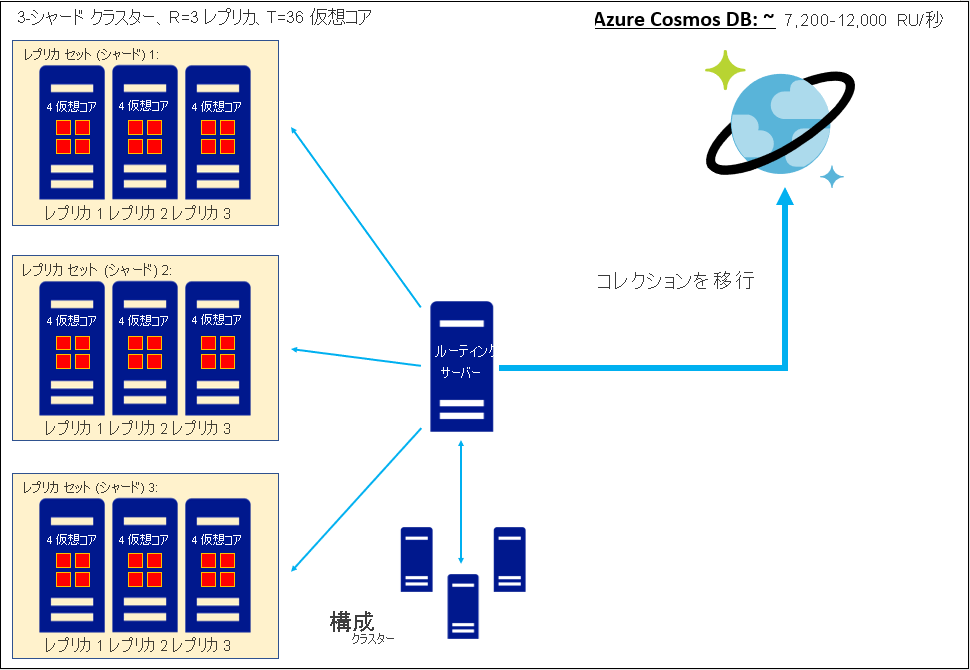 3-シャード クラスター、R=3 レプリカ、T=36 仮想コア
Azure Cosmos DB: ~ 7,200-12,000 RU/秒
レプリカ セット (シャード) 1:
4 仮想コア 4 仮想コア 4 仮想コア
レプリカ 1 レプリカ 2 レプリカ 3
レプリカ セット (シャード) 2:
4 仮想コア 4 仮想コア 4 仮想コア
レプリカ 1 レプリカ 2 レプリカ 3
レプリカ セット (シャード) 3:
4 仮想コア 4 仮想コア 4 仮想コア
レプリカ 1 レプリカ 2 レプリカ 3
ルーティング
サーバー
コレクションを移行
構成
クラスター